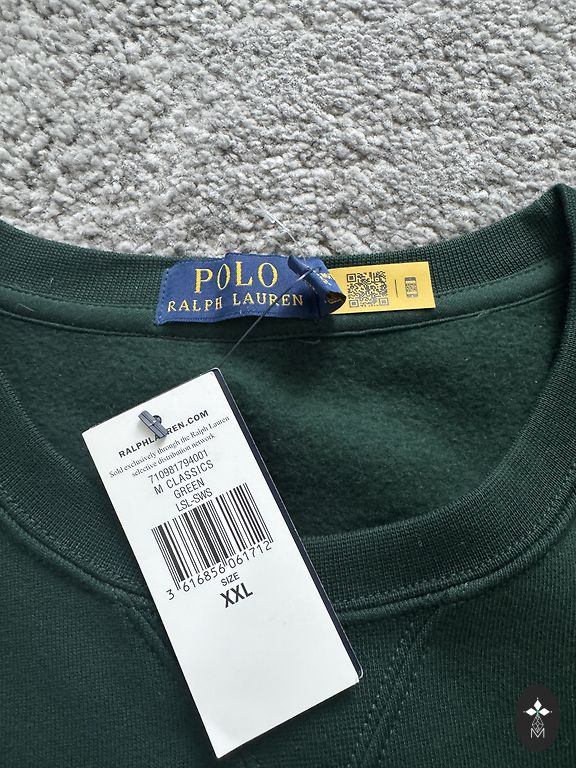 POLO
RALPH LAUREN
RALPHLAUREN.COM
Sold exclusively through the Ralph Lauren
selective distribution network
710981794001
M CLASSICS
GREEN
LSL-SWS
3 616856 061712
SIZE
XXL
M